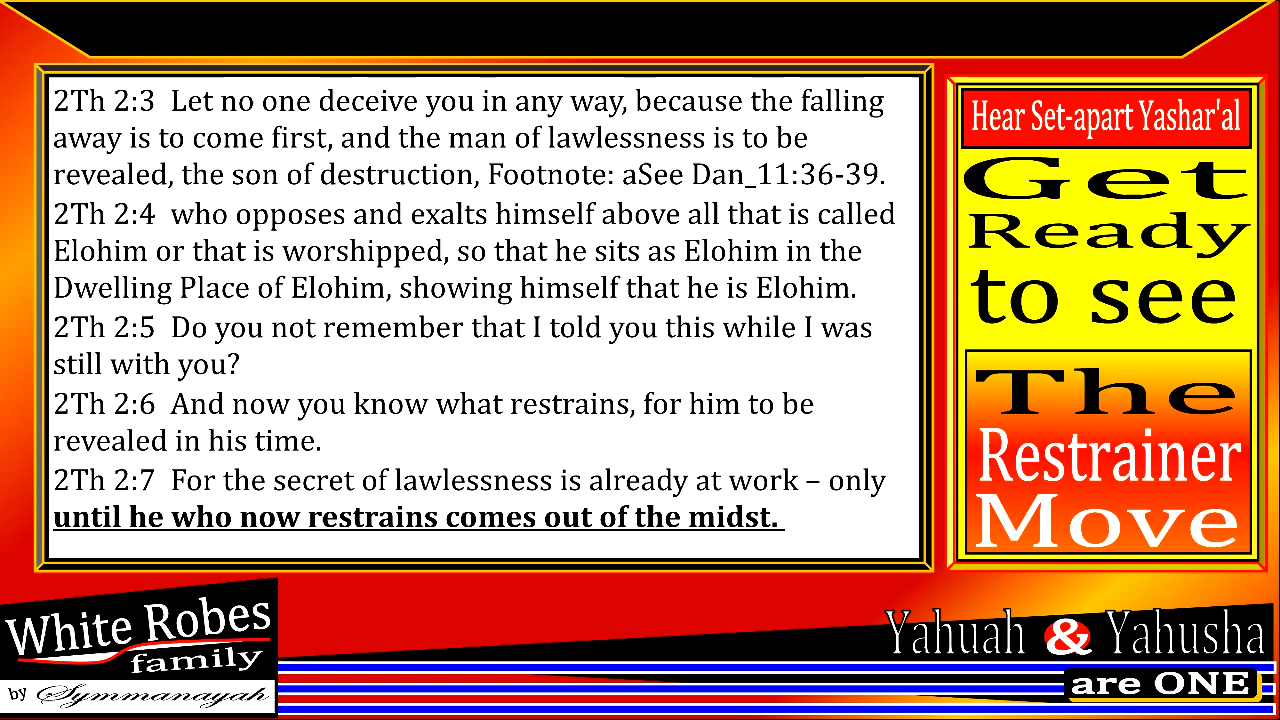 2Th 2:3  Let no one deceive you in any way, because the falling
away is to come first, and the man of lawlessness is to be
revealed, the son of destruction, Footnote: aSee Dan_11:36-39.
2Th 2:4  who opposes and exalts himself above all that is called
Elohim or that is worshipped, so that he sits as Elohim in the
Dwelling Place of Elohim, showing himself that he is Elohim.
2Th 2:5  Do you not remember that I told you this while I was
still with you?
2Th 2:6  And now you know what restrains, for him to be
revealed in his time.
2Th 2:7  For the secret of lawlessness is already at work – only
until he who now restrains comes out of the midst.
Hear Set-apart Yashar'al
Get
Ready
to see
The
Restrainer
Move
White Robes
family
by Symmanayah
Yahuah & Yahusha
are ONE